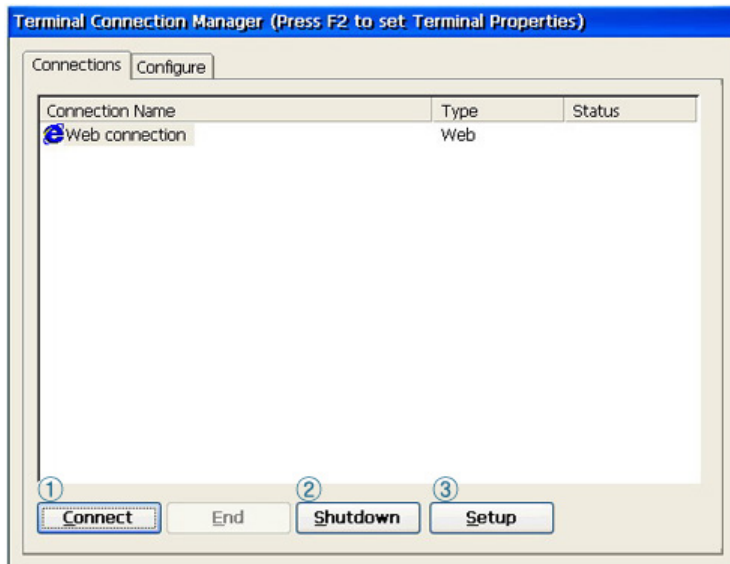 Terminal Connection Manager (Press F2 to set Terminal Properties)
Connections Configure
Connection Name Type Status
Web connection Web
① ② ③
Connect End Shutdown Setup